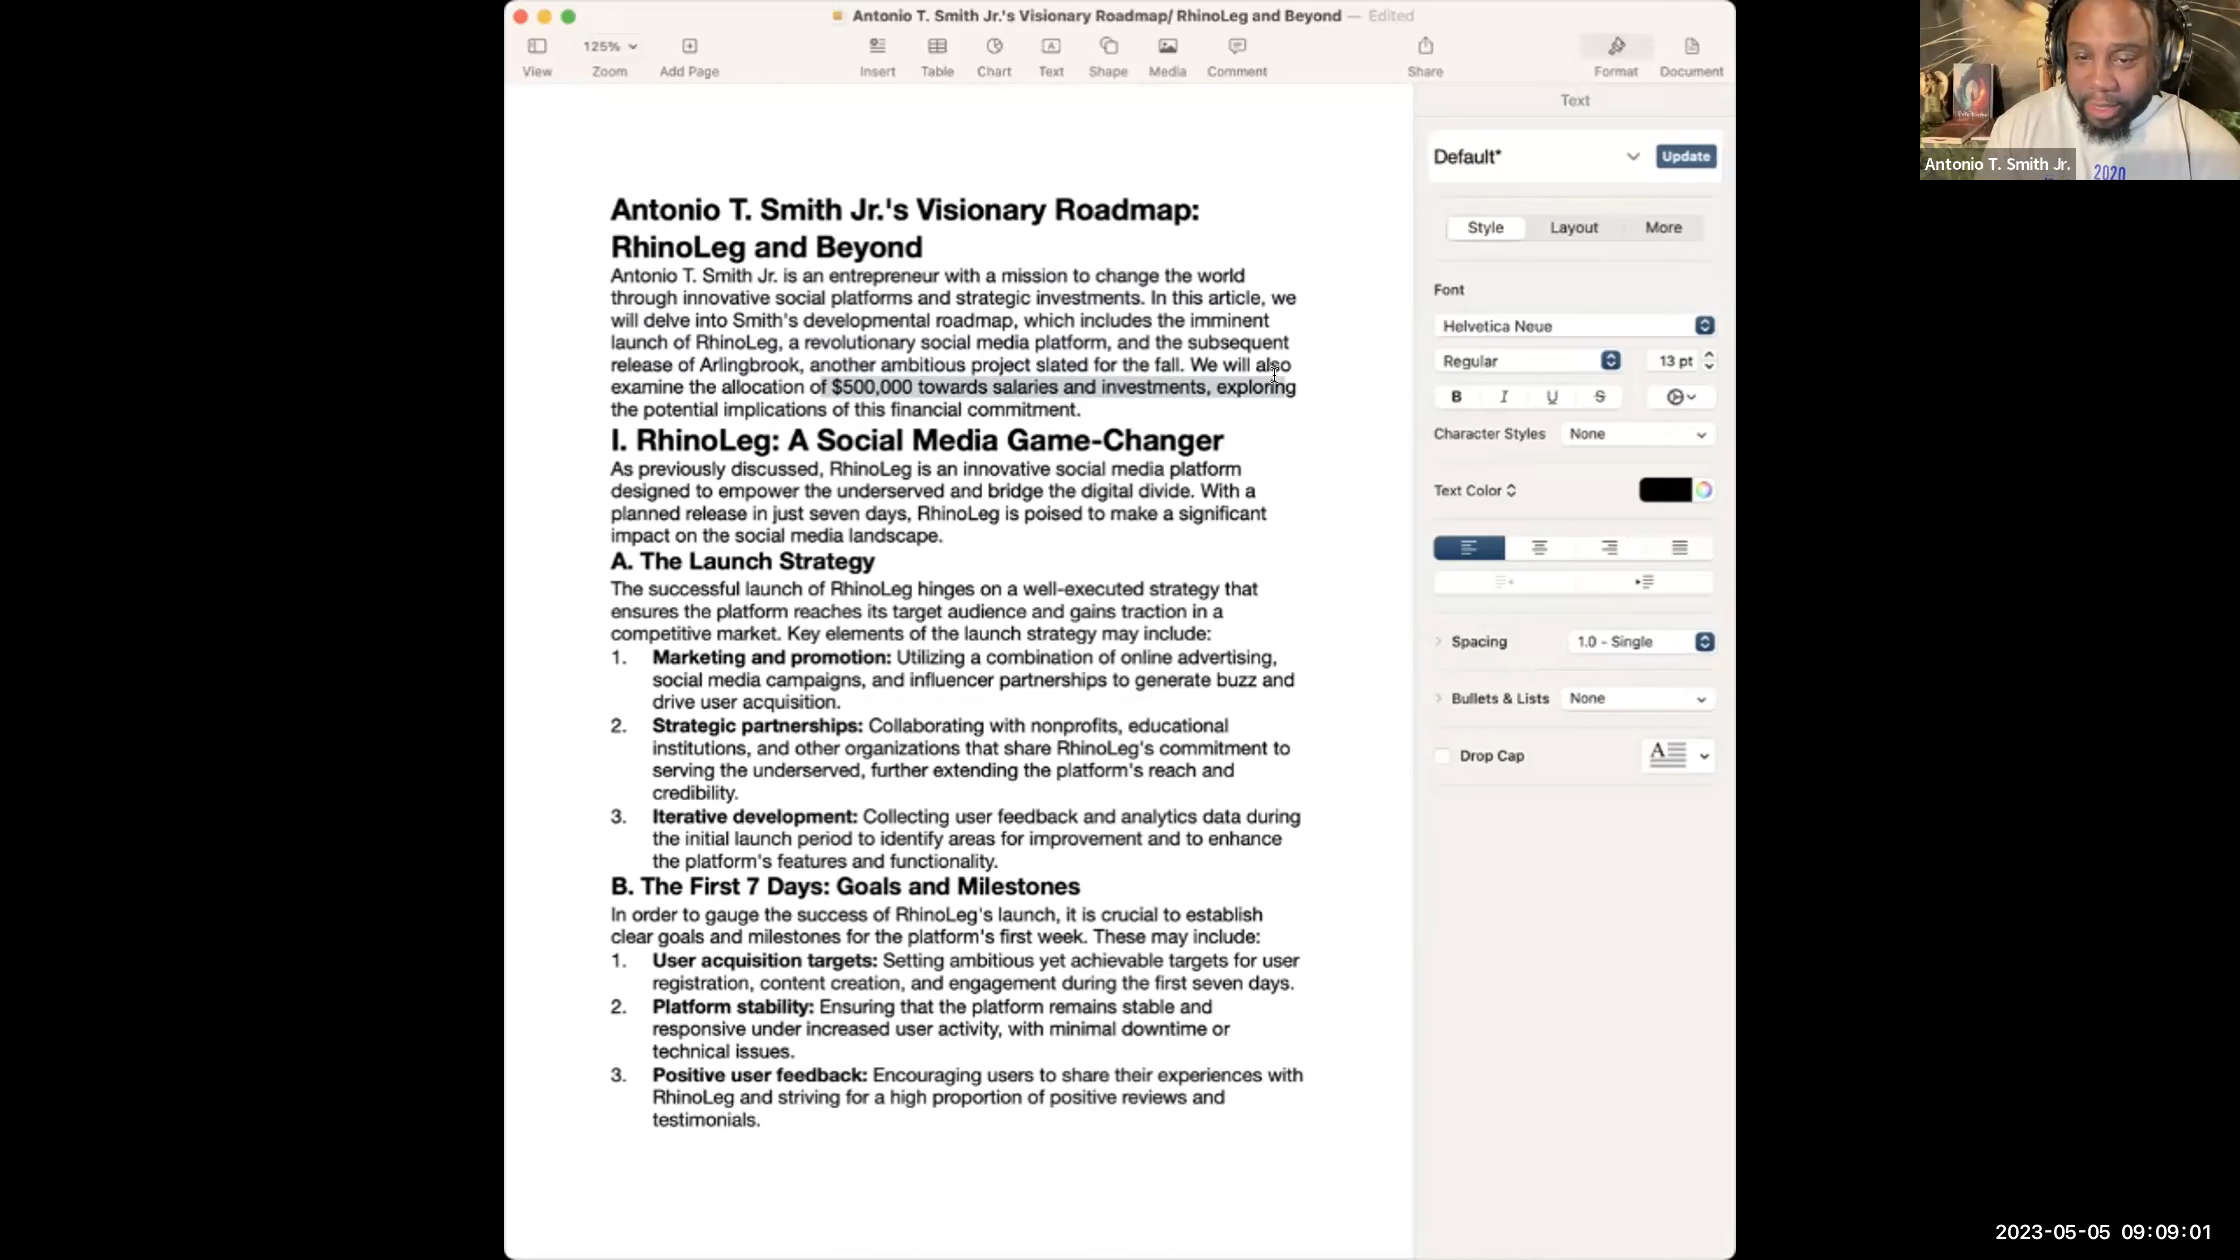 Antonio T. Smith Jr.'s Visionary Roadmap/ RhinoLeg and Beyond — Edited
125%
View
Zoom
Add Page
Insert
Table
Chart
Text
Shape
Media
Comment
Share
Format
Document
Antonio T. Smith Jr.'s Visionary Roadmap:
RhinoLeg and Beyond
Antonio T. Smith Jr. is an entrepreneur with a mission to change the world
through innovative social platforms and strategic investments. In this article, we
will delve into Smith's developmental roadmap, which includes the imminent
launch of RhinoLeg, a revolutionary social media platform, and the subsequent
release of Arlingbrook, another ambitious project slated for the fall. We will also
examine the allocation of $500,000 towards salaries and investments, exploring
the potential implications of this financial commitment.
I. RhinoLeg: A Social Media Game-Changer
As previously discussed, RhinoLeg is an innovative social media platform
designed to empower the underserved and bridge the digital divide. With a
planned release in just seven days, RhinoLeg is poised to make a significant
impact on the social media landscape.
A. The Launch Strategy
The successful launch of RhinoLeg hinges on a well-executed strategy that
ensures the platform reaches its target audience and gains traction in a
competitive market. Key elements of the launch strategy may include:
1. Marketing and promotion: Utilizing a combination of online advertising,
social media campaigns, and influencer partnerships to generate buzz and
drive user acquisition.
2. Strategic partnerships: Collaborating with nonprofits, educational
institutions, and other organizations that share RhinoLeg's commitment to
serving the underserved, further extending the platform's reach and
credibility.
3. Iterative development: Collecting user feedback and analytics data during
the initial launch period to identify areas for improvement and to enhance
the platform's features and functionality.
B. The First 7 Days: Goals and Milestones
In order to gauge the success of RhinoLeg's launch, it is crucial to establish
clear goals and milestones for the platform's first week. These may include:
1. User acquisition targets: Setting ambitious yet achievable targets for user
registration, content creation, and engagement during the first seven days.
2. Platform stability: Ensuring that the platform remains stable and
responsive under increased user activity, with minimal downtime or
technical issues.
3. Positive user feedback: Encouraging users to share their experiences with
RhinoLeg and striving for a high proportion of positive reviews and
testimonials.
Text
Default*
Update
Style
Layout
More
Font
Helvetica Neue
Regular
13 pt
B I U S
Character Styles
None
Text Color
Spacing
1.0 - Single
Bullets & Lists
None
Drop Cap
A
Antonio T. Smith Jr.
2020
2023-05-05 09:09:01